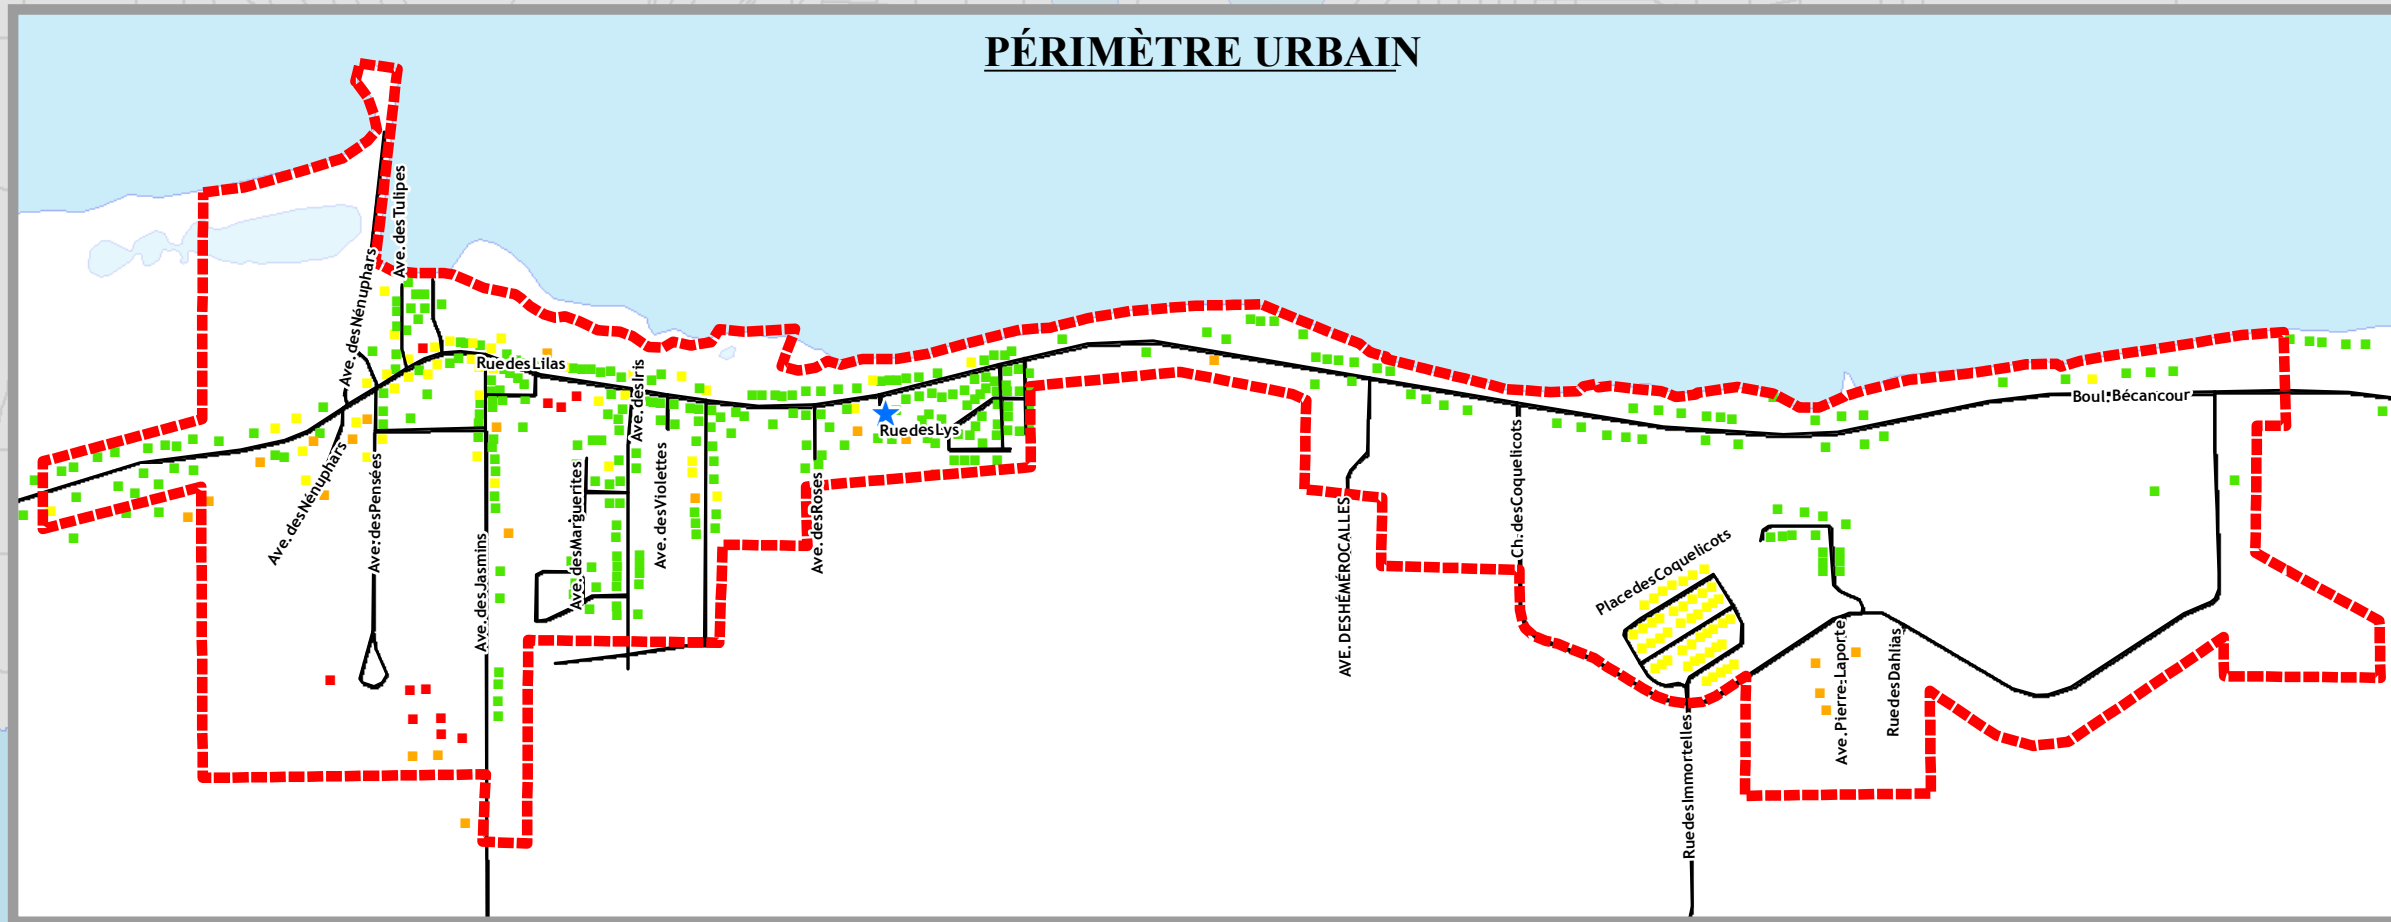 PÉRIMÈTRE URBAIN
Ave. des Tulipes
Ave. des Nénuphars
Rue des Lilas
Ave. des Iris
Boul. Bécancour
Rue des Lys
Ave. des Nénuphars
Ave. des Pensées
Ave. des Jasmins
Ave. des Marguerites
Ave. des Violettes
Ave. des Roses
AVE. DES HÉMÉROCALLES
Ch. des Coquelicots
Place des Coquelicots
Ave. Pierre-Laporte
Rue des Dahlias
Rue des Immortelles